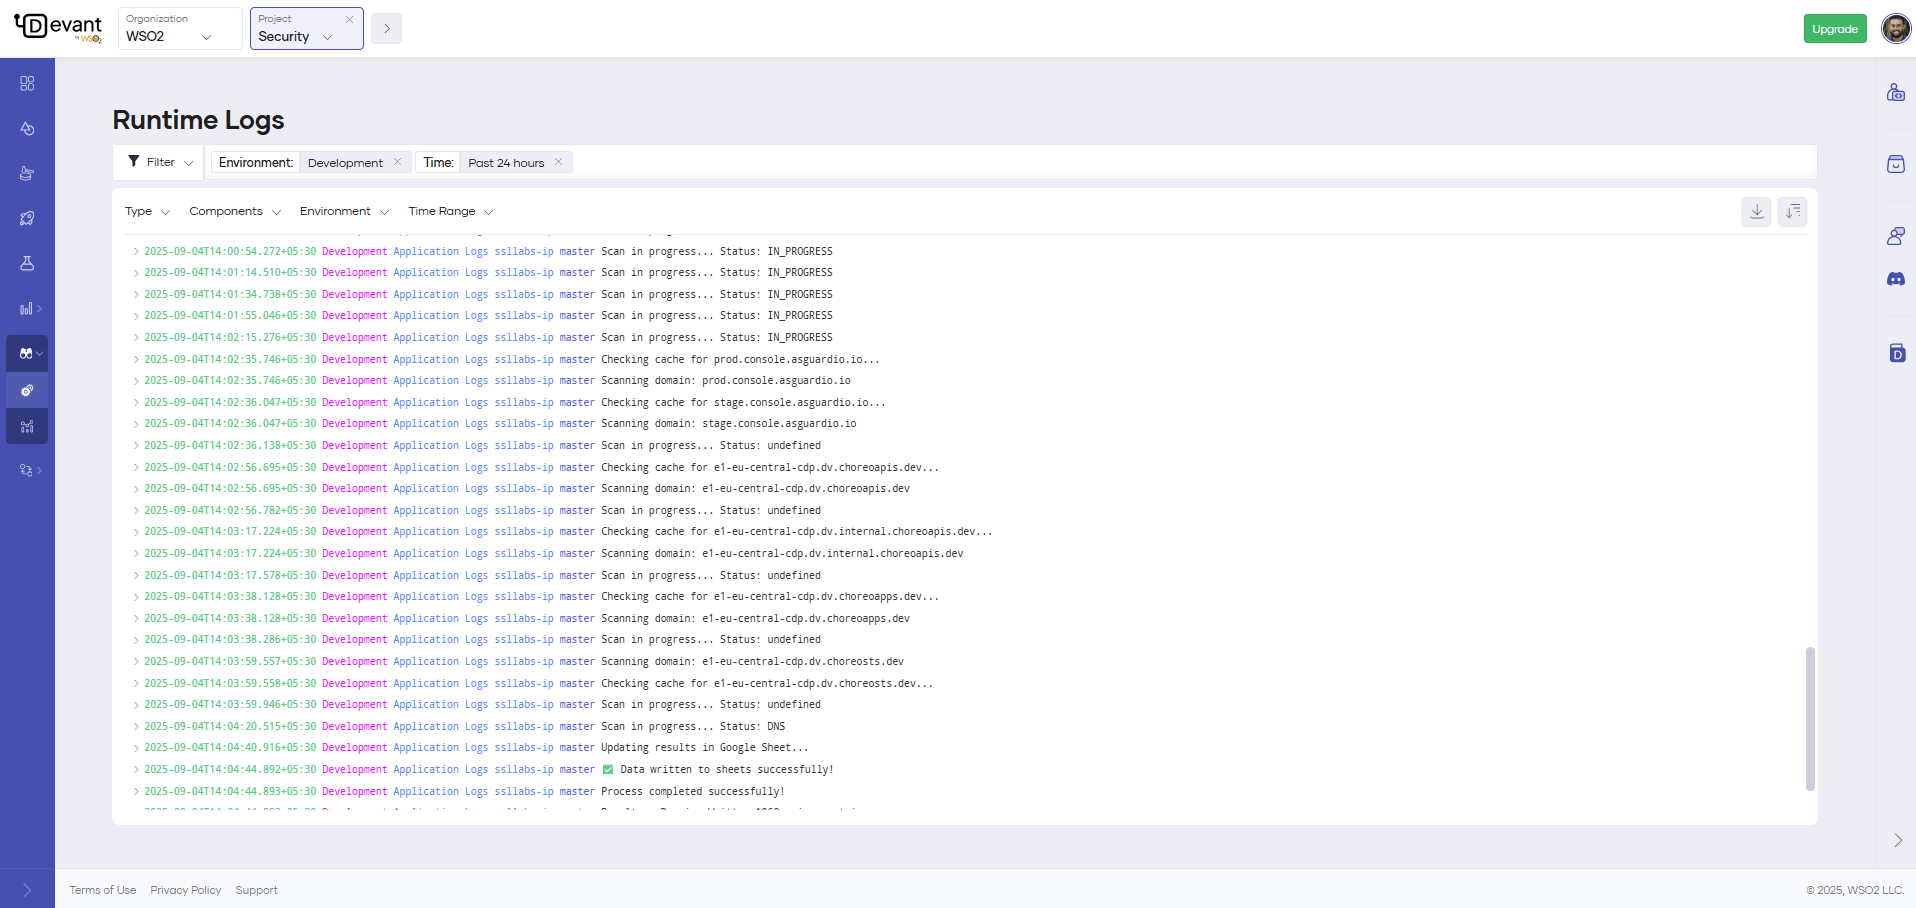 Devant
by WSO2
Organization
WSO2
Project
Security
Upgrade
Runtime Logs
Filter
Environment: Development
Time: Past 24 hours
Type Components Environment Time Range
2025-09-04T14:00:54.272+05:30 Development Application Logs ssllabs-ip master Scan in progress... Status: IN_PROGRESS
2025-09-04T14:01:14.510+05:30 Development Application Logs ssllabs-ip master Scan in progress... Status: IN_PROGRESS
2025-09-04T14:01:34.738+05:30 Development Application Logs ssllabs-ip master Scan in progress... Status: IN_PROGRESS
2025-09-04T14:01:55.046+05:30 Development Application Logs ssllabs-ip master Scan in progress... Status: IN_PROGRESS
2025-09-04T14:02:15.276+05:30 Development Application Logs ssllabs-ip master Scan in progress... Status: IN_PROGRESS
2025-09-04T14:02:35.746+05:30 Development Application Logs ssllabs-ip master Checking cache for prod.console.asguardio.io...
2025-09-04T14:02:35.746+05:30 Development Application Logs ssllabs-ip master Scanning domain: prod.console.asguardio.io
2025-09-04T14:02:36.047+05:30 Development Application Logs ssllabs-ip master Checking cache for stage.console.asguardio.io...
2025-09-04T14:02:36.047+05:30 Development Application Logs ssllabs-ip master Scanning domain: stage.console.asguardio.io
2025-09-04T14:02:36.138+05:30 Development Application Logs ssllabs-ip master Scan in progress... Status: undefined
2025-09-04T14:02:56.695+05:30 Development Application Logs ssllabs-ip master Checking cache for e1-eu-central-cdp.dv.choreoapis.dev...
2025-09-04T14:02:56.695+05:30 Development Application Logs ssllabs-ip master Scanning domain: e1-eu-central-cdp.dv.choreoapis.dev
2025-09-04T14:02:56.782+05:30 Development Application Logs ssllabs-ip master Scan in progress... Status: undefined
2025-09-04T14:03:17.224+05:30 Development Application Logs ssllabs-ip master Checking cache for e1-eu-central-cdp.dv.internal.choreoapis.dev...
2025-09-04T14:03:17.224+05:30 Development Application Logs ssllabs-ip master Scanning domain: e1-eu-central-cdp.dv.internal.choreoapis.dev
2025-09-04T14:03:17.578+05:30 Development Application Logs ssllabs-ip master Scan in progress... Status: undefined
2025-09-04T14:03:38.128+05:30 Development Application Logs ssllabs-ip master Checking cache for e1-eu-central-cdp.dv.choreoapps.dev...
2025-09-04T14:03:38.128+05:30 Development Application Logs ssllabs-ip master Scanning domain: e1-eu-central-cdp.dv.choreoapps.dev
2025-09-04T14:03:38.286+05:30 Development Application Logs ssllabs-ip master Scan in progress... Status: undefined
2025-09-04T14:03:59.557+05:30 Development Application Logs ssllabs-ip master Scanning domain: e1-eu-central-cdp.dv.choreosts.dev
2025-09-04T14:03:59.558+05:30 Development Application Logs ssllabs-ip master Checking cache for e1-eu-central-cdp.dv.choreosts.dev...
2025-09-04T14:03:59.946+05:30 Development Application Logs ssllabs-ip master Scan in progress... Status: undefined
2025-09-04T14:04:20.515+05:30 Development Application Logs ssllabs-ip master Scan in progress... Status: DNS
2025-09-04T14:04:40.916+05:30 Development Application Logs ssllabs-ip master Updating results in Google Sheet...
2025-09-04T14:04:44.892+05:30 Development Application Logs ssllabs-ip master ✅ Data written to sheets successfully!
2025-09-04T14:04:44.893+05:30 Development Application Logs ssllabs-ip master Process completed successfully!
Terms of Use Privacy Policy Support
© 2025, WSO2 LLC.